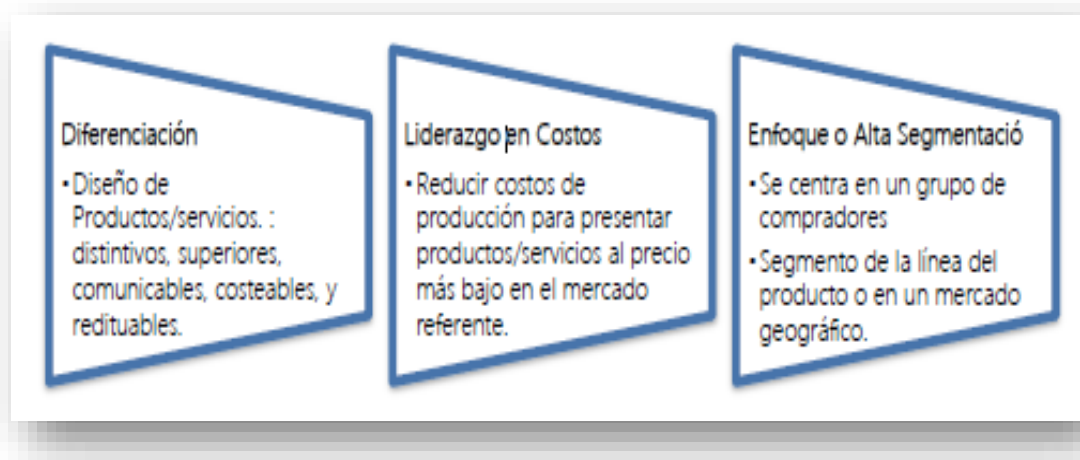 Diferenciación
•Diseño de
Productos/servicios. :
distintivos, superiores,
comunicables, costeables, y
redituables.
Liderazgo en Costos
•Reducir costos de
producción para presentar
productos/servicios al precio
más bajo en el mercado
referente.
Enfoque o Alta Segmentació
•Se centra en un grupo de
compradores
•Segmento de la línea del
producto o en un mercado
geográfico.